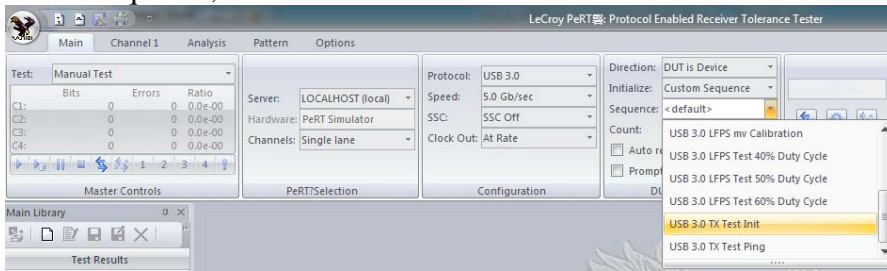 LeCroy PeRT뿳: Protocol Enabled Receiver Tolerance Tester
Main Channel 1 Analysis Pattern Options
Test: Manual Test
Bits Errors Ratio
C1: 0 0 0.0e-00
C2: 0 0 0.0e-00
C3: 0 0 0.0e-00
C4: 0 0 0.0e-00
1 2 3 4
Master Controls
Server: LOCALHOST (local)
Hardware: PeRT Simulator
Channels: Single lane
PeRT?Selection
Protocol: USB 3.0
Speed: 5.0 Gb/sec
SSC: SSC Off
Clock Out: At Rate
Configuration
Direction: DUT is Device
Initialize: Custom Sequence
Sequence: <default>
Count:
Auto re
Prompt
DU
USB 3.0 LFPS mv Calibration
USB 3.0 LFPS Test 40% Duty Cycle
USB 3.0 LFPS Test 50% Duty Cycle
USB 3.0 LFPS Test 60% Duty Cycle
USB 3.0 TX Test Init
USB 3.0 TX Test Ping
Main Library
Test Results